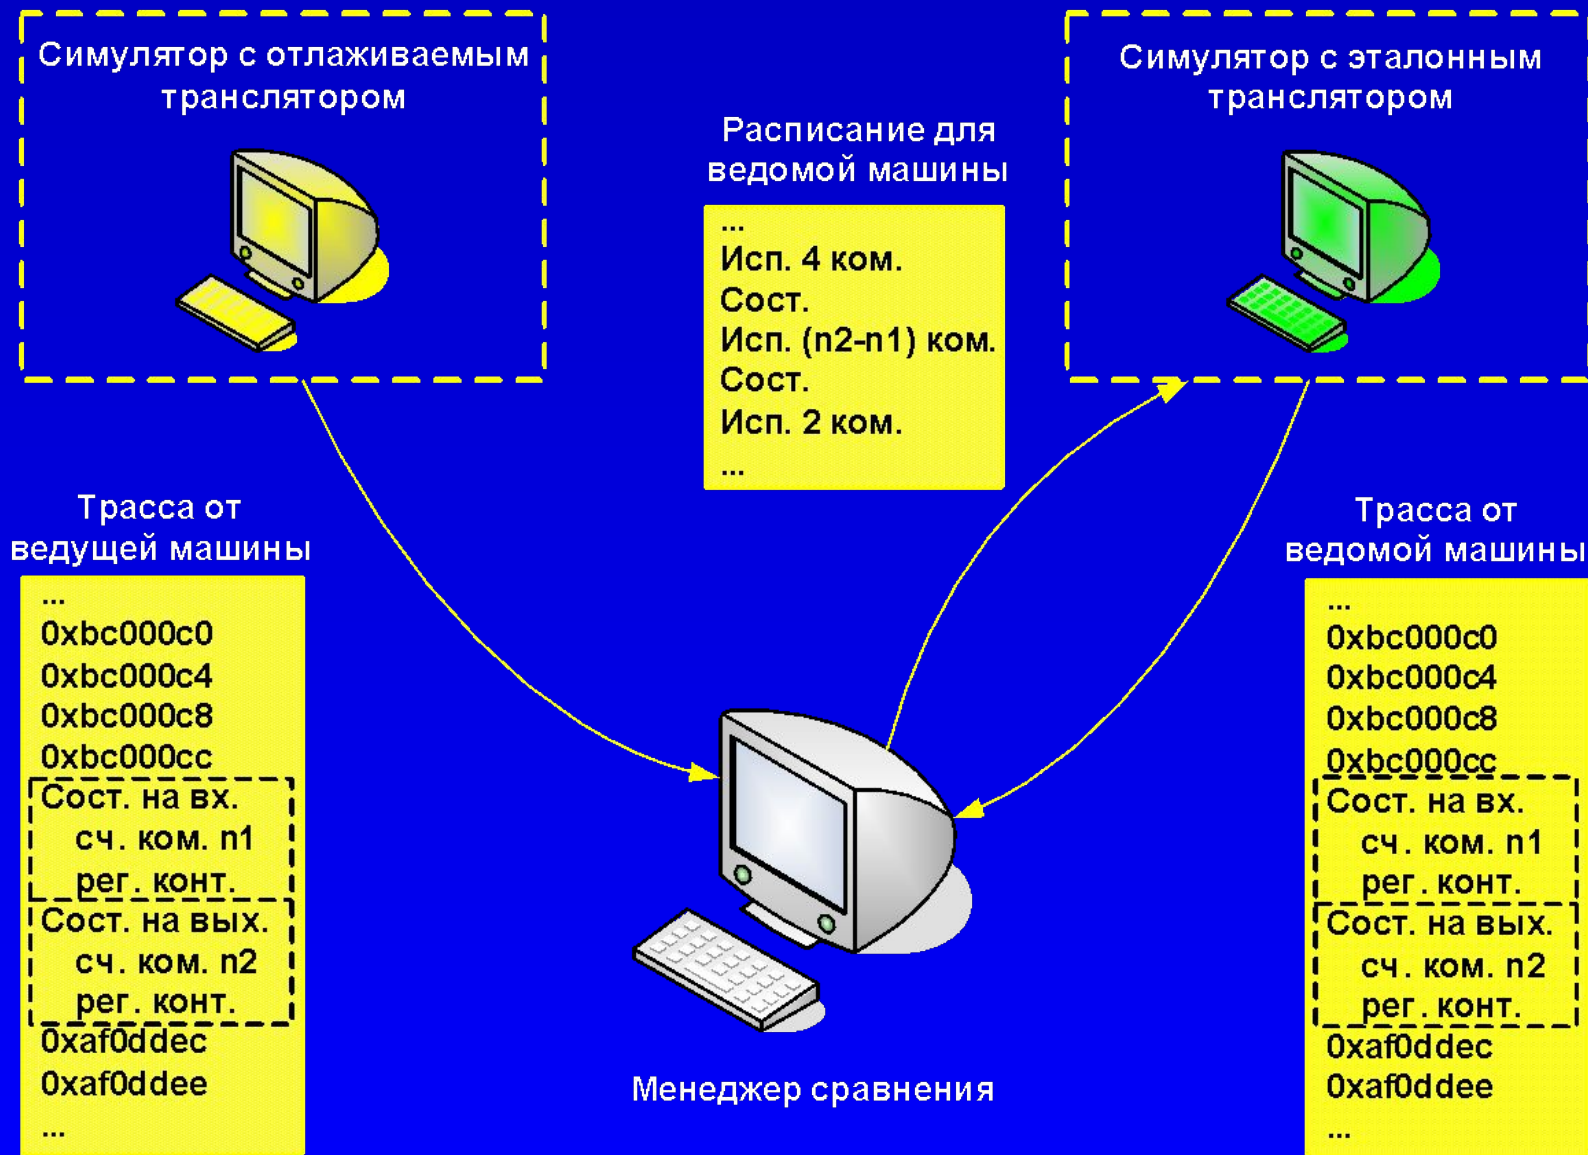 Симулятор с отлаживаемым
транслятором
Симулятор с эталонным
транслятором
Расписание для
ведомой машины
...
Исп. 4 ком.
Сост.
Исп. (n2-n1) ком.
Сост.
Исп. 2 ком.
...
Трасса от
ведущей машины
...
0xbc000c0
0xbc000c4
0xbc000c8
0xbc000cc
Сост. на вх.
сч. ком. n1
рег. конт.
Сост. на вых.
сч. ком. n2
рег. конт.
0xaf0ddec
0xaf0ddee
...
Трасса от
ведомой машины
...
0xbc000c0
0xbc000c4
0xbc000c8
0xbc000cc
Сост. на вх.
сч. ком. n1
рег. конт.
Сост. на вых.
сч. ком. n2
рег. конт.
0xaf0ddec
0xaf0ddee
...
Менеджер сравнения